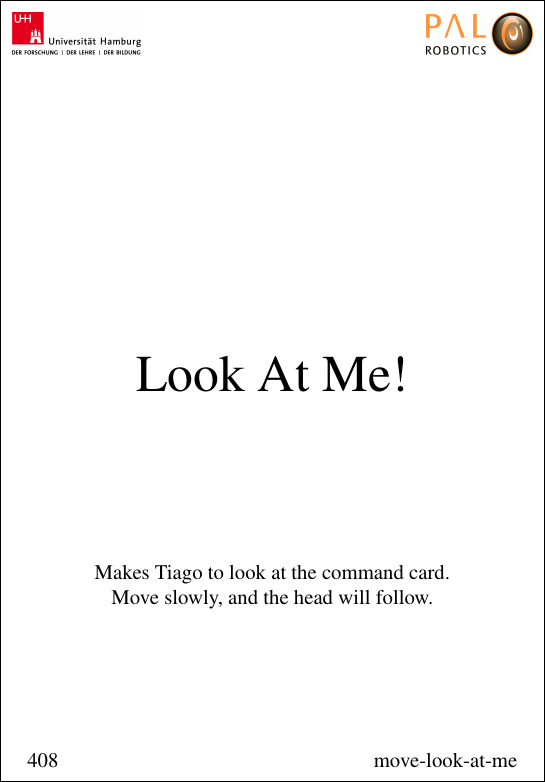 UHH
Universität Hamburg
DER FORSCHUNG | DER LEHRE | DER BILDUNG
PAL
ROBOTICS
Look At Me!
Makes Tiago to look at the command card.
Move slowly, and the head will follow.
408
move-look-at-me